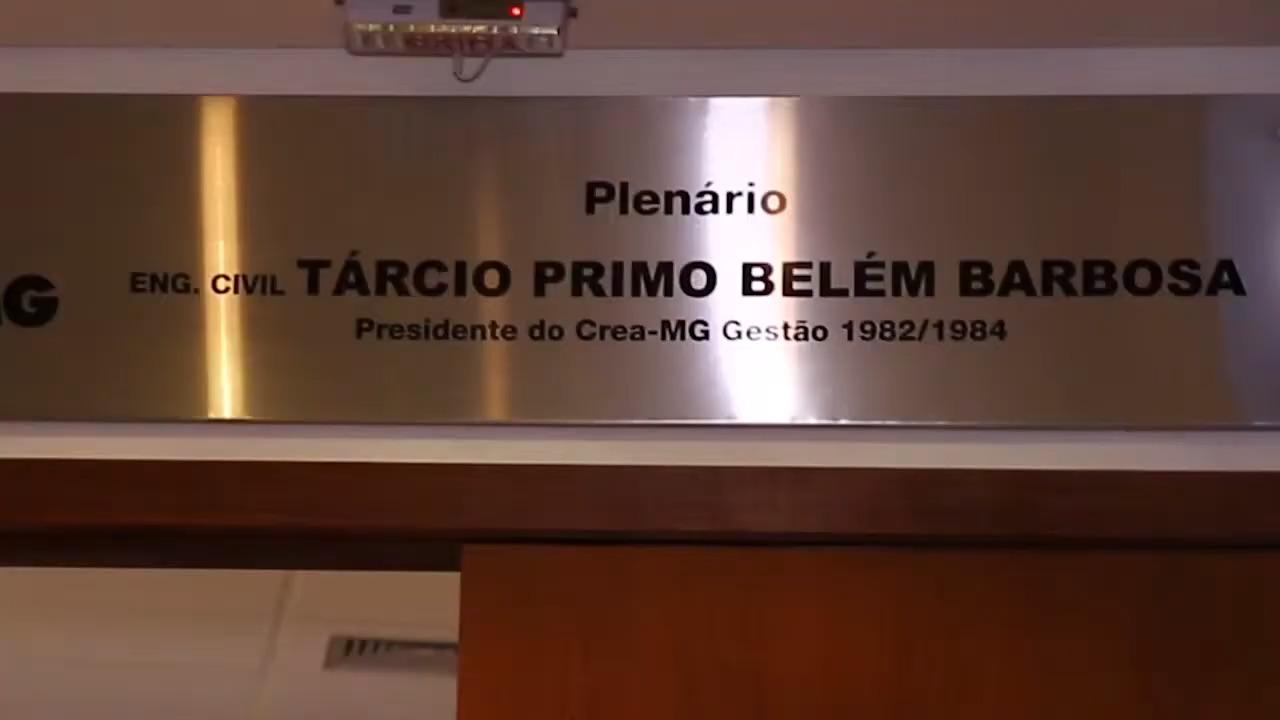 Plenário
ENG. CIVIL TÁRCIO PRIMO BELÉM BARBOSA
Presidente do Crea-MG Gestão 1982/1984